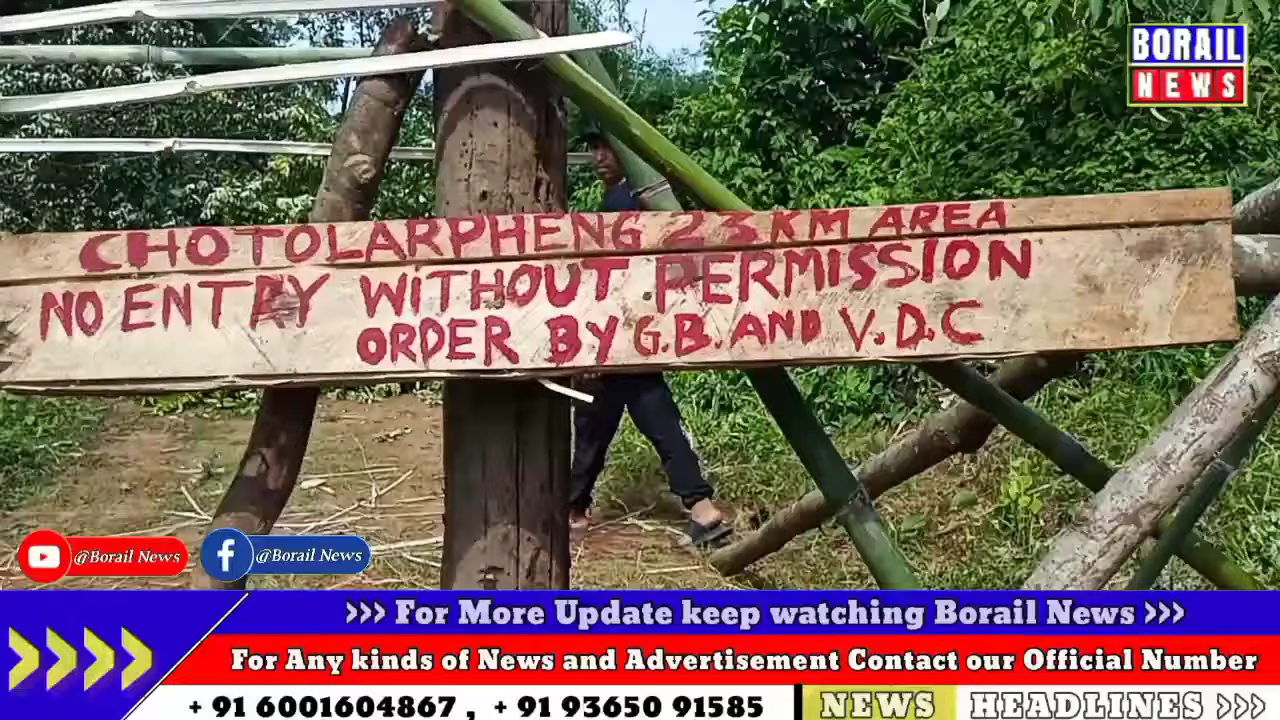 BORAIL
NEWS
CHOTOLARPHENG 23 KM AREA
NO ENTRY WITHOUT PERMISSION
ORDER BY G.B. AND V.D.C
@Borail News
@Borail News
>>> For More Update keep watching Borail News >>>
For Any kinds of News and Advertisement Contact our Official Number
+ 91 6001604867 , + 91 93650 91585
NEWS HEADLINES >>>